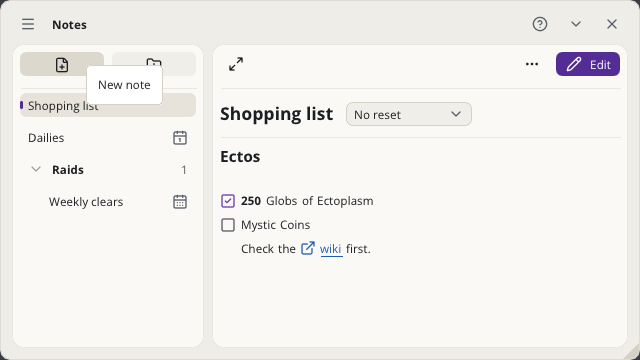 Notes
New note
Shopping list
Dailies
Raids 1
Weekly clears
Edit
Shopping list No reset
Ectos
250 Globs of Ectoplasm
Mystic Coins
Check the wiki first.